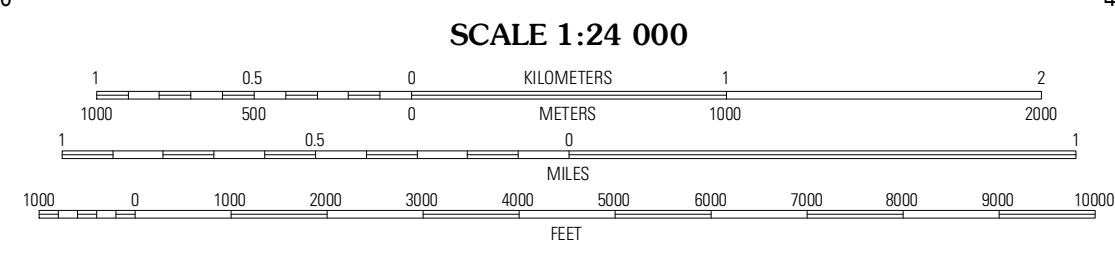 SCALE 1:24 000
1 0.5 0 KILOMETERS 1 2
1000 500 0 METERS 1000 2000
1 0.5 0 1
MILES
1000 0 1000 2000 3000 4000 5000 6000 7000 8000 9000 10000
FEET